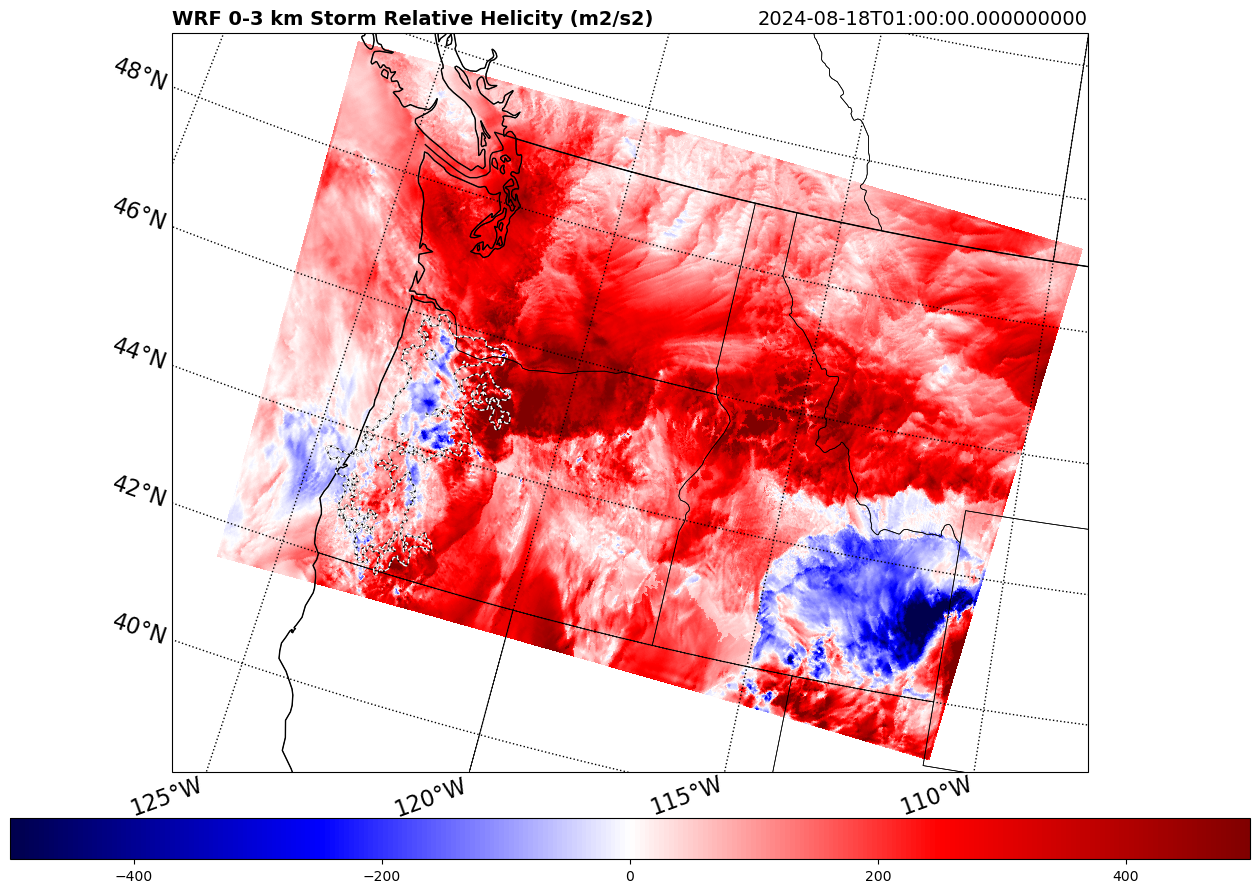 WRF 0-3 km Storm Relative Helicity (m2/s2) 2024-08-18T01:00:00.000000000
48°N
46°N
44°N
42°N
40°N
125°W 120°W 115°W 110°W
−400 −200 0 200 400